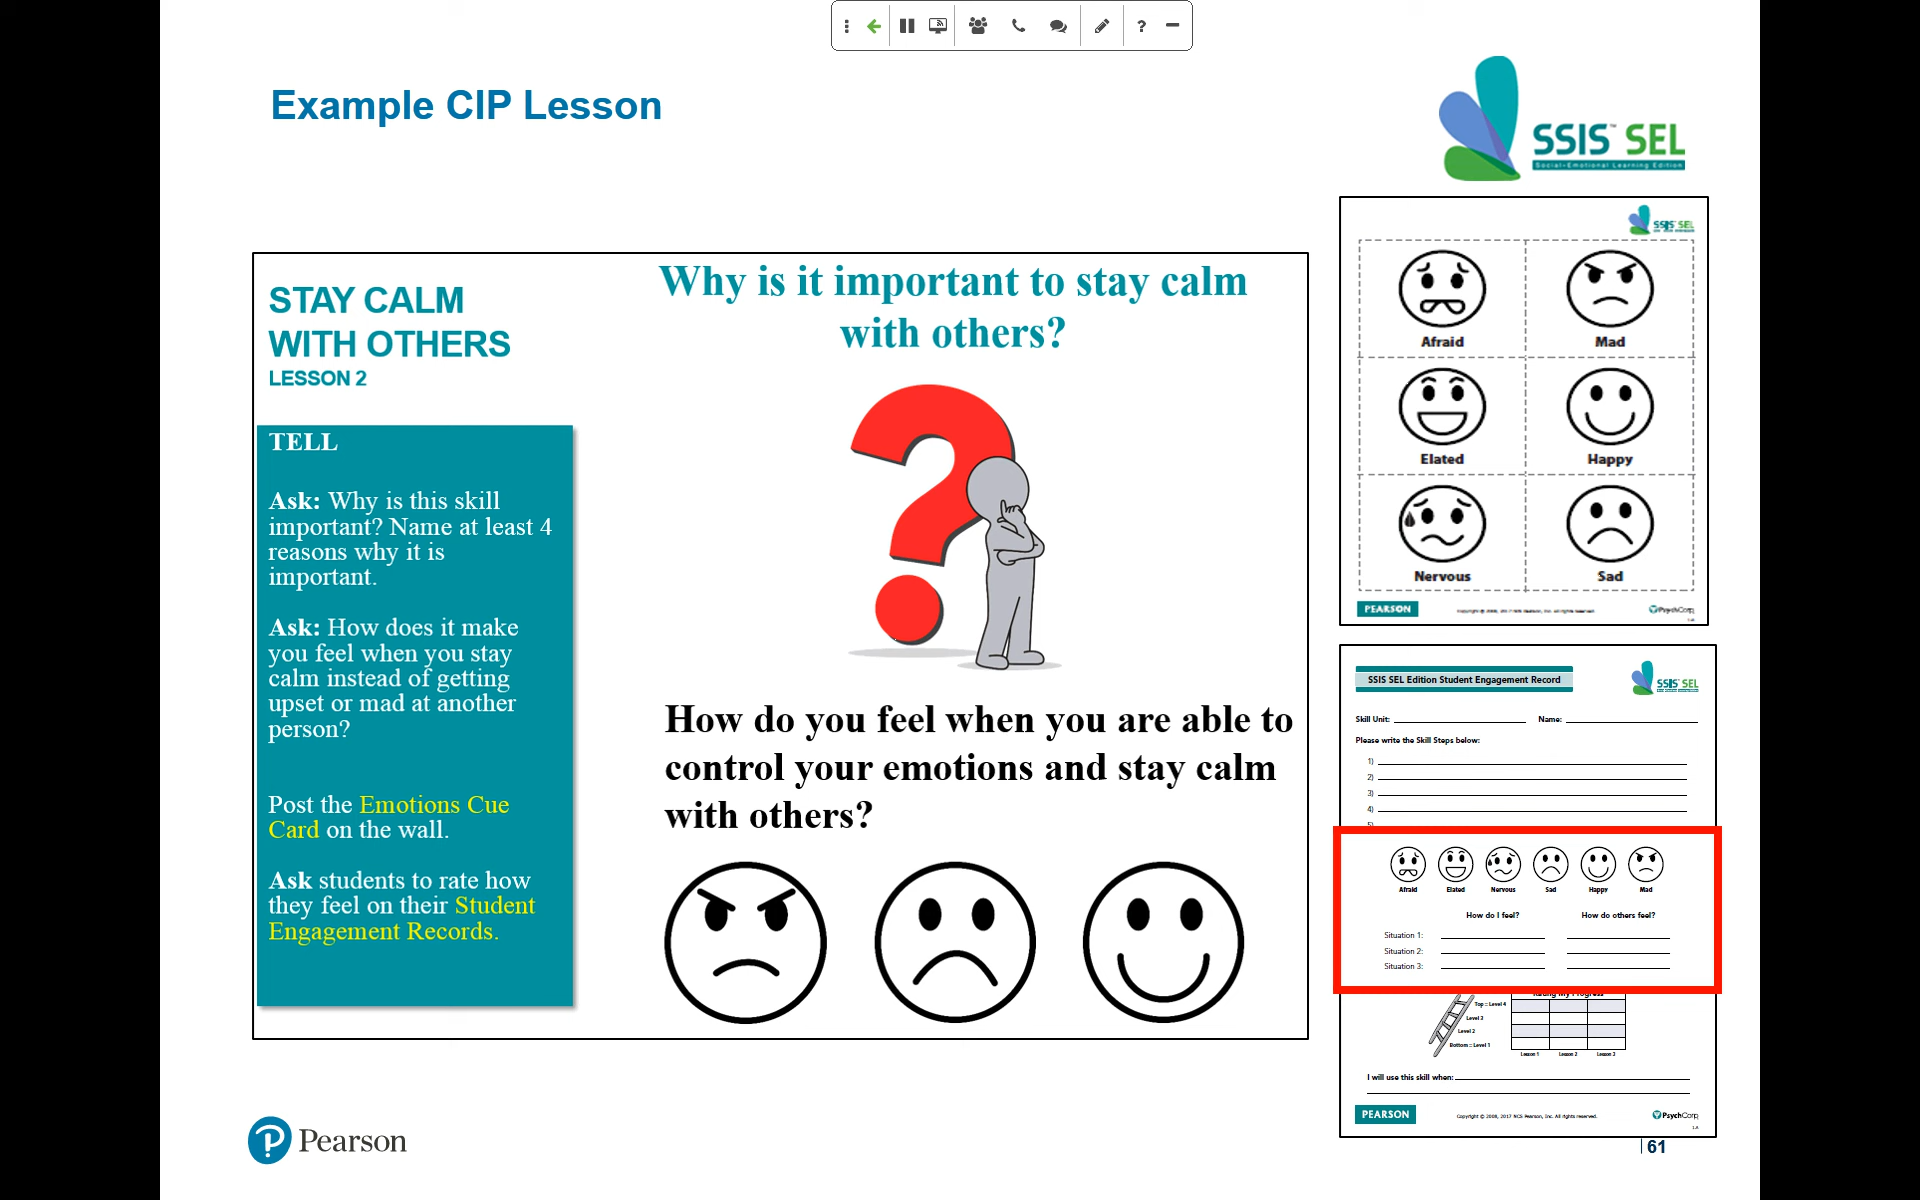 Example CIP Lesson
SSIS™ SEL
Social-Emotional Learning Edition
STAY CALM
WITH OTHERS
LESSON 2
TELL
Ask: Why is this skill
important? Name at least 4
reasons why it is
important.
Ask: How does it make
you feel when you stay
calm instead of getting
upset or mad at another
person?
Post the Emotions Cue
Card on the wall.
Ask students to rate how
they feel on their Student
Engagement Records.
Why is it important to stay calm
with others?
How do you feel when you are able to
control your emotions and stay calm
with others?
SSIS SEL
Afraid
Mad
Elated
Happy
Nervous
Sad
PEARSON
PsychCorp
SSIS SEL Edition Student Engagement Record
SSIS SEL
Skill Unit:
Name:
Please write the Skill Steps below:
1)
2)
3)
4)
5)
Afraid
Elated
Nervous
Sad
Happy
Mad
How do I feel?
How do others feel?
Situation 1:
Situation 2:
Situation 3:
Rating My Progress
Top :: Level 4
Level 3
Level 2
Bottom :: Level 1
Lesson 1
Lesson 2
Lesson 3
I will use this skill when:
PEARSON
Copyright © 2008, 2017 NCS Pearson, Inc. All rights reserved.
PsychCorp
Pearson
61